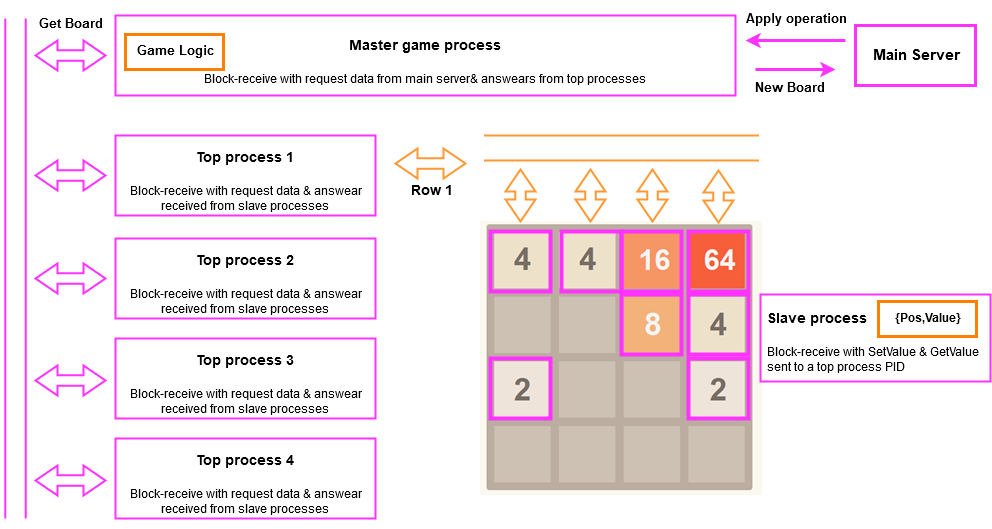 Get Board
Game Logic
Master game process
Block-receive with request data from main server& answears from top processes
Apply operation
New Board
Main Server
Top process 1
Block-receive with request data & answear
received from slave processes
Row 1
Top process 2
Block-receive with request data & answear
received from slave processes
Top process 3
Block-receive with request data & answear
received from slave processes
Top process 4
Block-receive with request data & answear
received from slave processes
4 4 16 64
8 4
2 2
Slave process
{Pos,Value}
Block-receive with SetValue & GetValue
sent to a top process PID